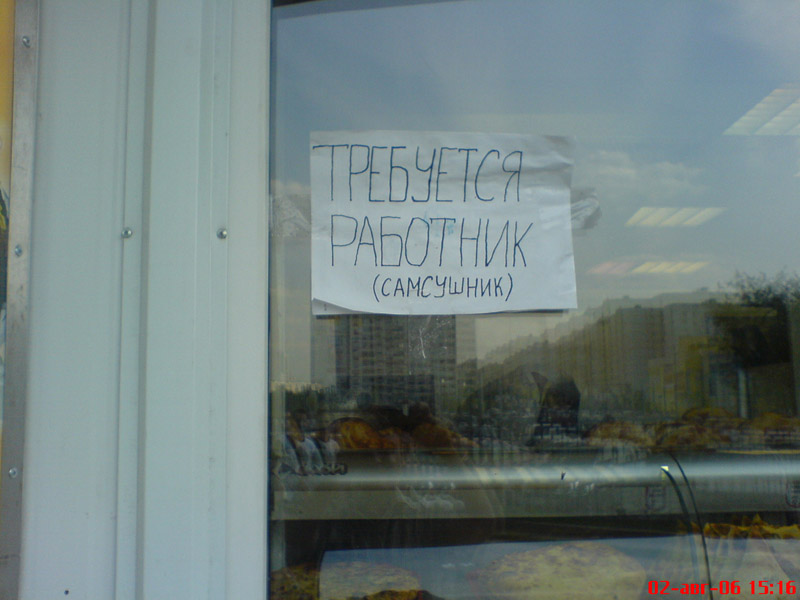 ТРЕБУЕТСЯ
РАБОТНИК
(САМСУШНИК)
02-авг-06 15:16